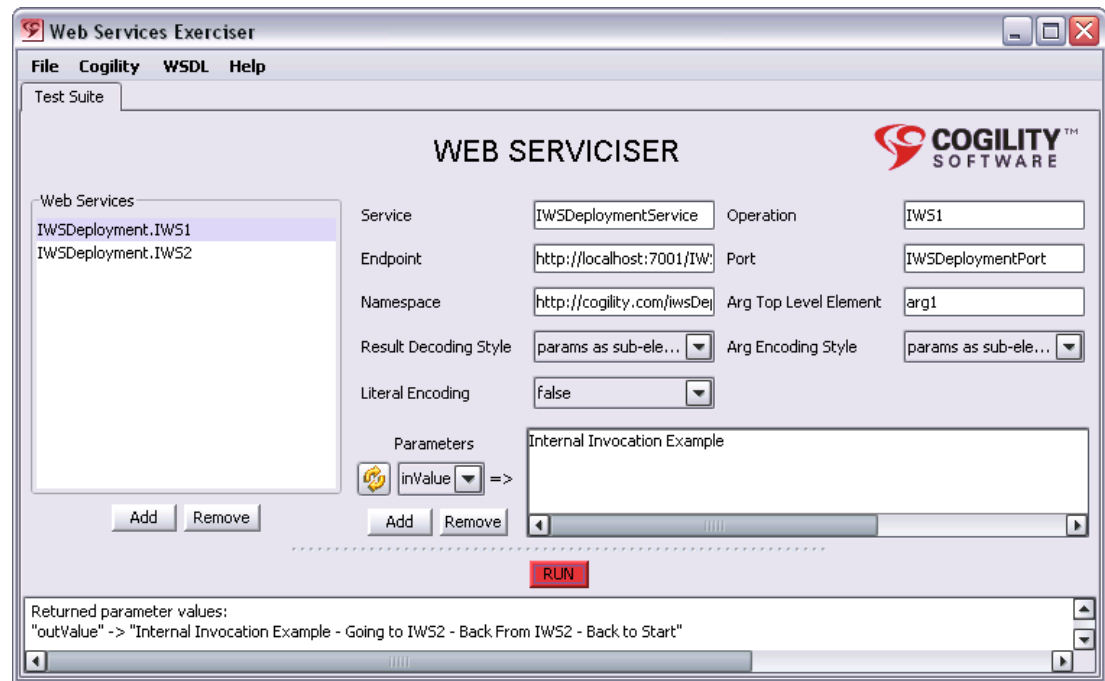 Web Services Exerciser
File Cogility WSDL Help
Test Suite
WEB SERVICISER
COGILITY™
SOFTWARE
Web Services
IWSDeployment.IWS1
IWSDeployment.IWS2
Add Remove
Service IWSDeploymentService Operation IWS1
Endpoint http://localhost:7001/IW Port IWSDeploymentPort
Namespace http://cogility.com/iwsDe Arg Top Level Element arg1
Result Decoding Style params as sub-ele... Arg Encoding Style params as sub-ele...
Literal Encoding false
Parameters
inValue =>
Add Remove
Internal Invocation Example
RUN
Returned parameter values:
"outValue" -> "Internal Invocation Example - Going to IWS2 - Back From IWS2 - Back to Start"